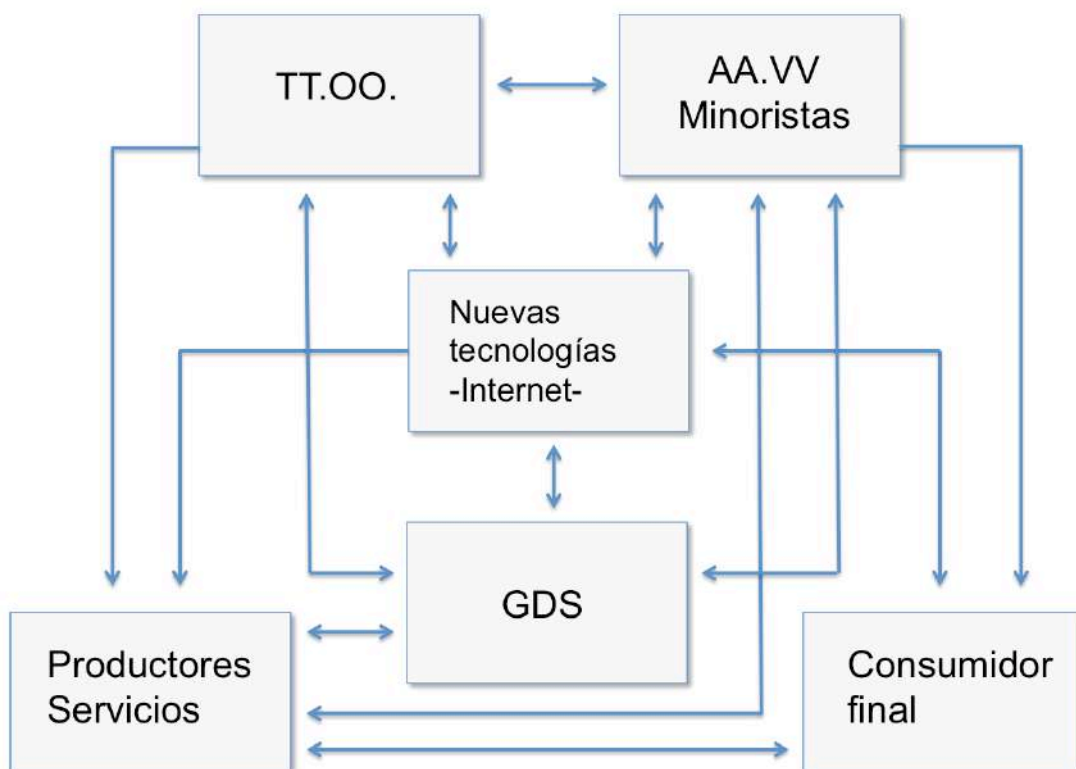 TT.OO.
AA.VV
Minoristas
Nuevas
tecnologías
-Internet-
GDS
Productores
Servicios
Consumidor
final